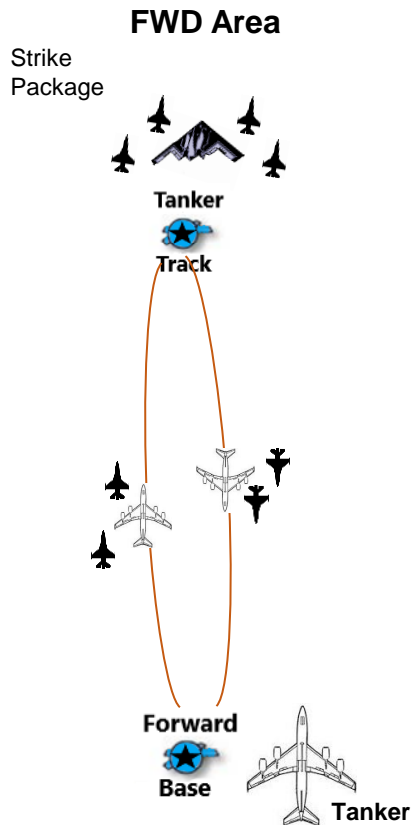 FWD Area
Strike
Package
Tanker
Track
Forward
Base
Tanker